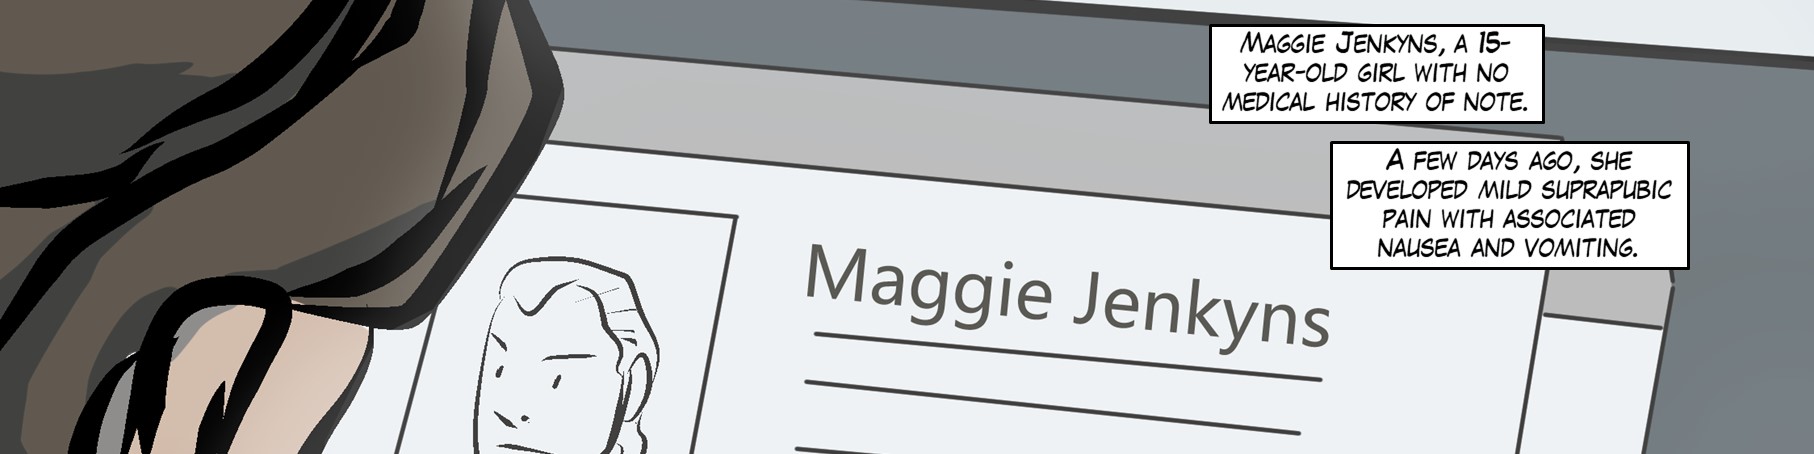 MAGGIE JENKYNS, A 15-
YEAR-OLD GIRL WITH NO
MEDICAL HISTORY OF NOTE.
A FEW DAYS AGO, SHE
DEVELOPED MILD SUPRAPUBIC
PAIN WITH ASSOCIATED
NAUSEA AND VOMITING.
Maggie Jenkyns